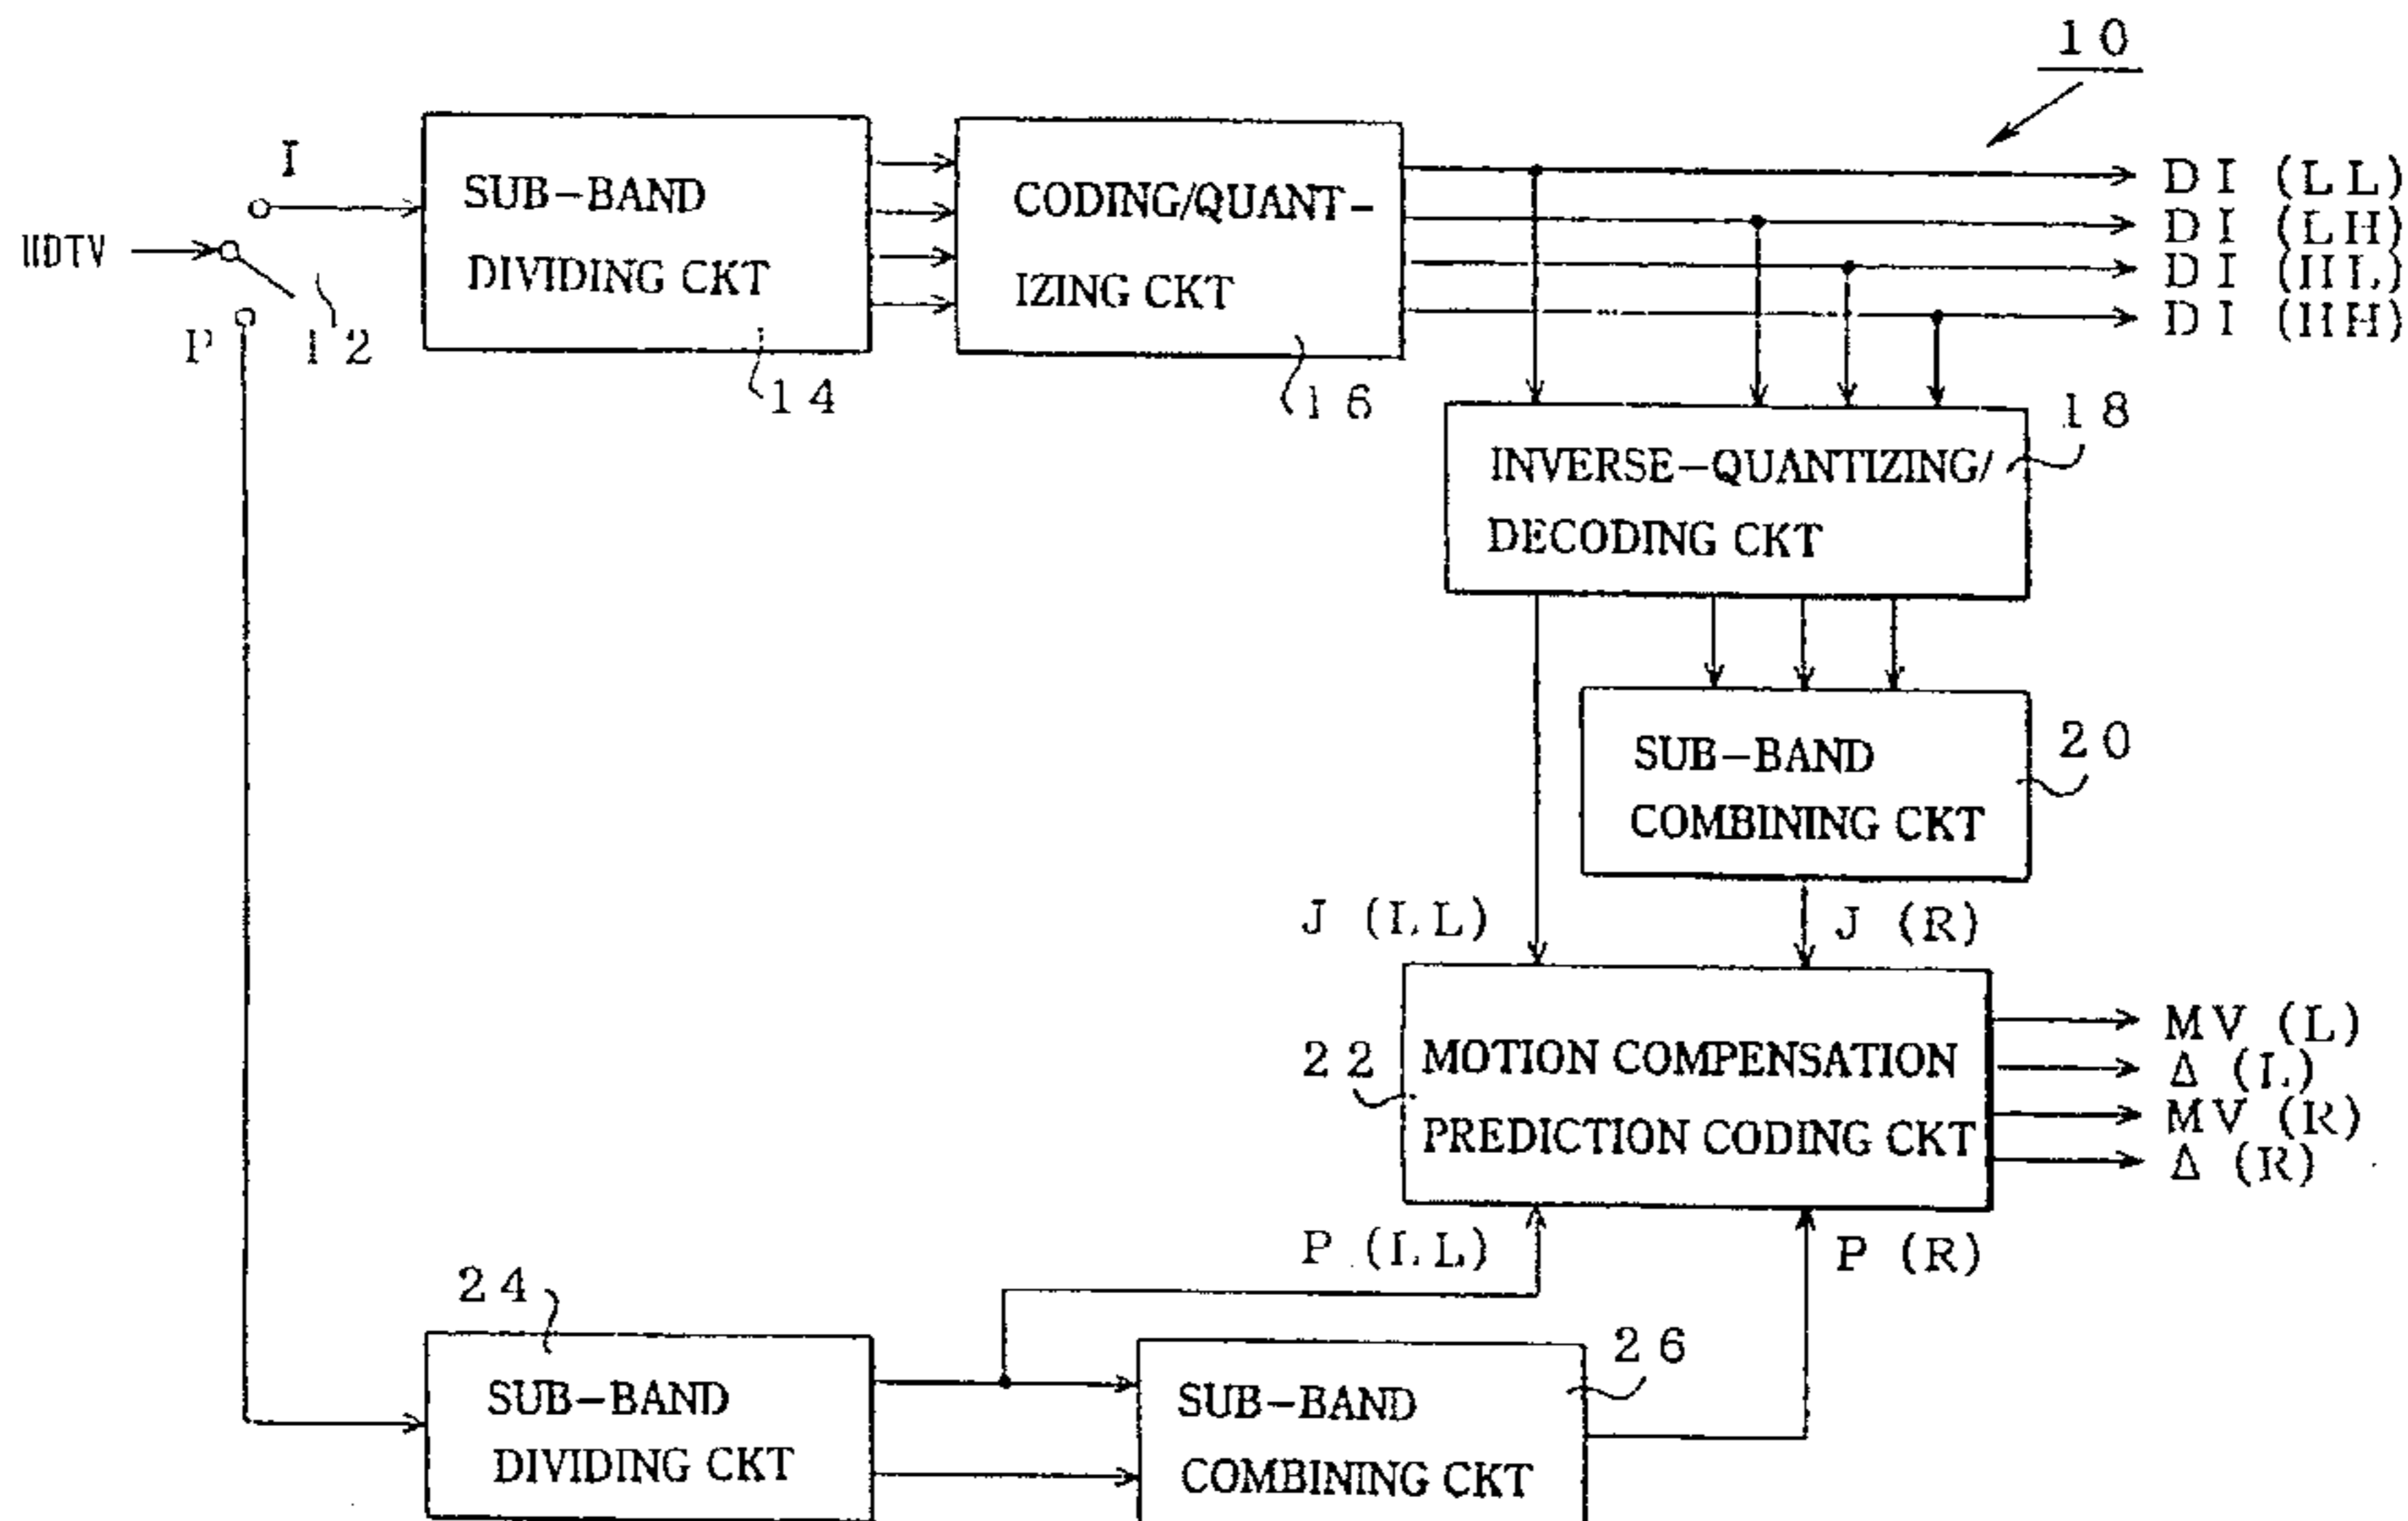 10
I
HDTV
P
12
SUB-BAND
DIVIDING CKT
14
CODING/QUANT-
IZING CKT
16
DI (LL)
DI (LH)
DI (HL)
DI (HH)
INVERSE-QUANTIZING/
DECODING CKT
18
SUB-BAND
COMBINING CKT
20
J (LL)
J (R)
22
MOTION COMPENSATION
PREDICTION CODING CKT
MV (L)
Δ (L)
MV (R)
Δ (R)
P (LL)
P (R)
24
SUB-BAND
DIVIDING CKT
26
SUB-BAND
COMBINING CKT